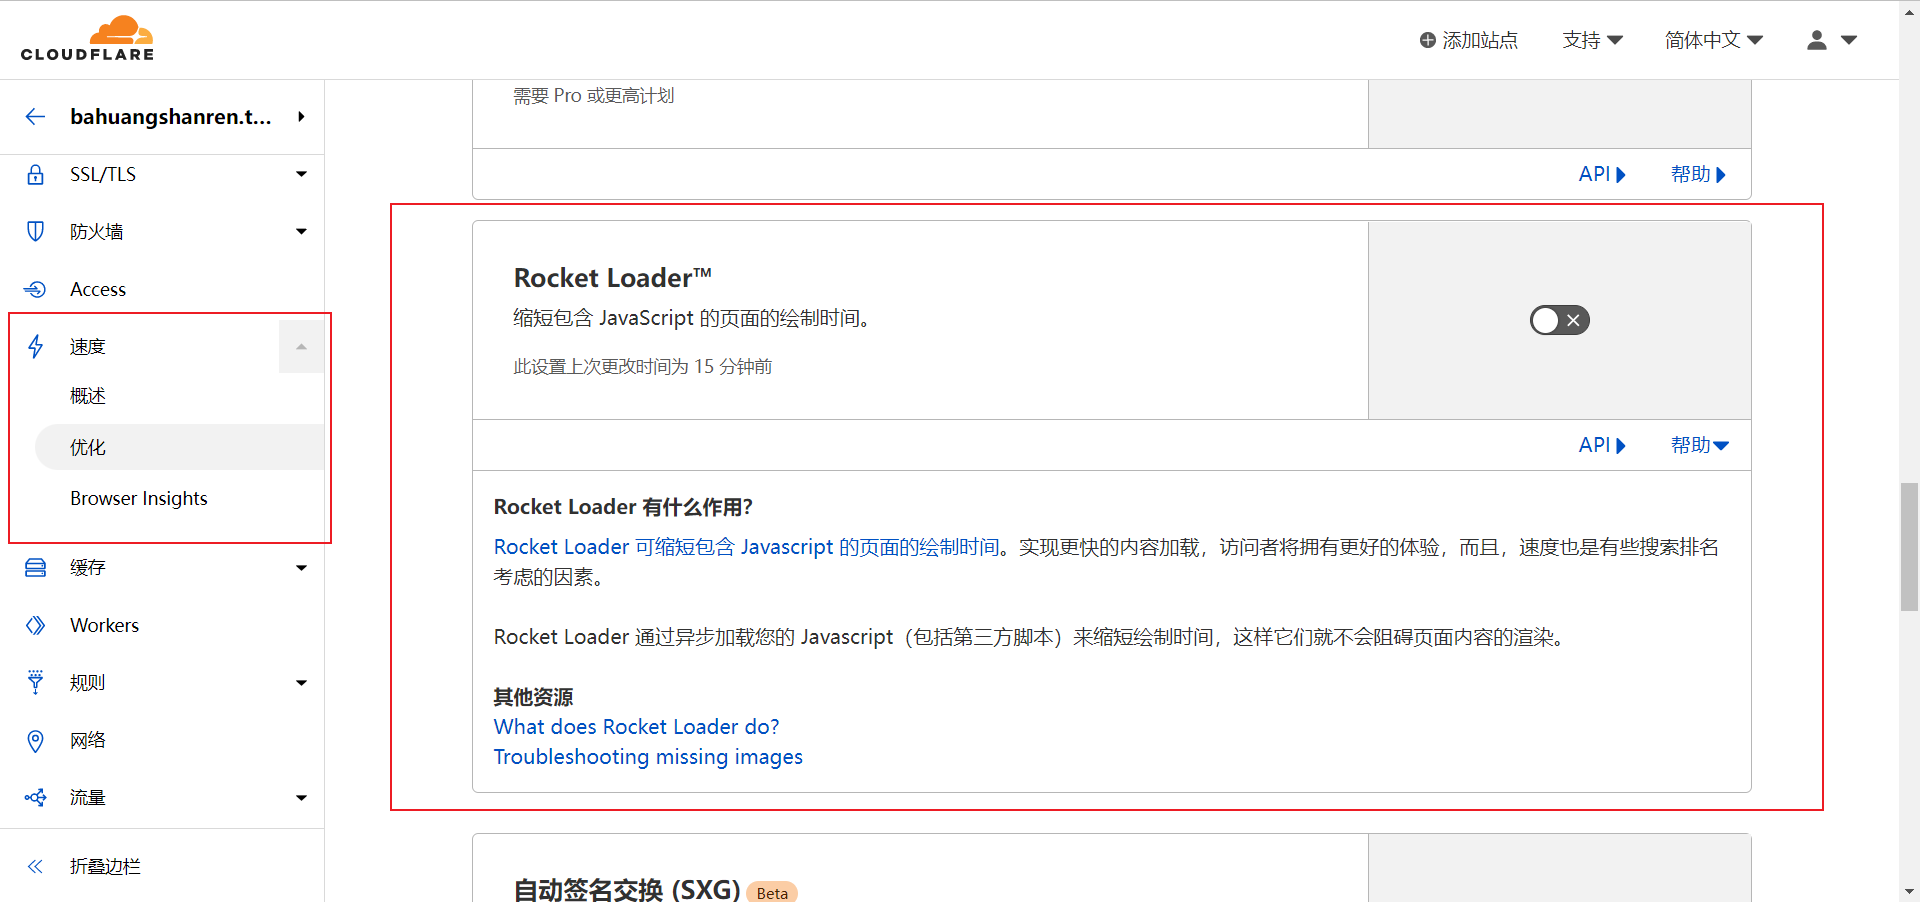 CLOUDFLARE
添加站点
支持
简体中文
bahuangshanren.t...
SSL/TLS
防火墙
Access
速度
概述
优化
Browser Insights
缓存
Workers
规则
网络
流量
折叠边栏
需要 Pro 或更高计划
API
帮助
Rocket Loader™
缩短包含 JavaScript 的页面的绘制时间。
此设置上次更改时间为 15 分钟前
API
帮助
Rocket Loader 有什么作用?
Rocket Loader 可缩短包含 Javascript 的页面的绘制时间。实现更快的内容加载，访问者将拥有更好的体验，而且，速度也是有些搜索排名
考虑的因素。
Rocket Loader 通过异步加载您的 Javascript（包括第三方脚本）来缩短绘制时间，这样它们就不会阻碍页面内容的渲染。
其他资源
What does Rocket Loader do?
Troubleshooting missing images
自动签名交换 (SXG) Beta